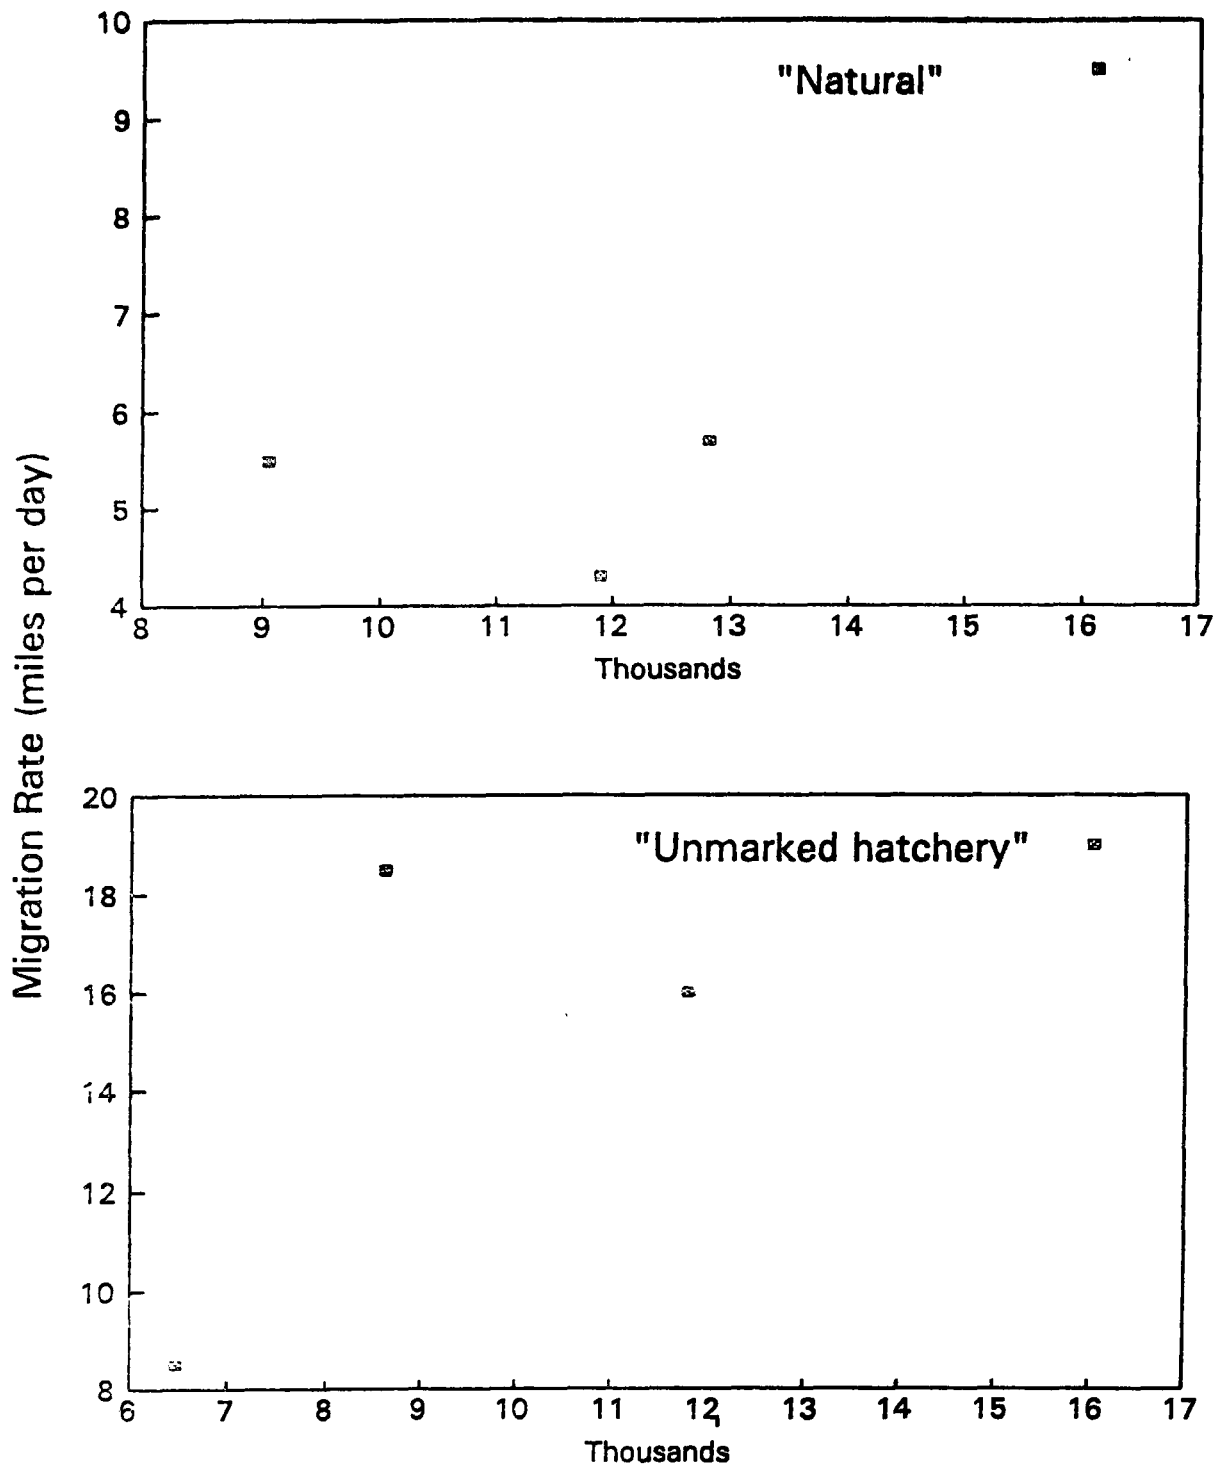 Migration Rate (miles per day)
"Natural"
10
9
8
7
6
5
4
8 9 10 11 12 13 14 15 16 17
Thousands
"Unmarked hatchery"
20
18
16
14
12
10
8
6 7 8 9 10 11 12 13 14 15 16 17
Thousands